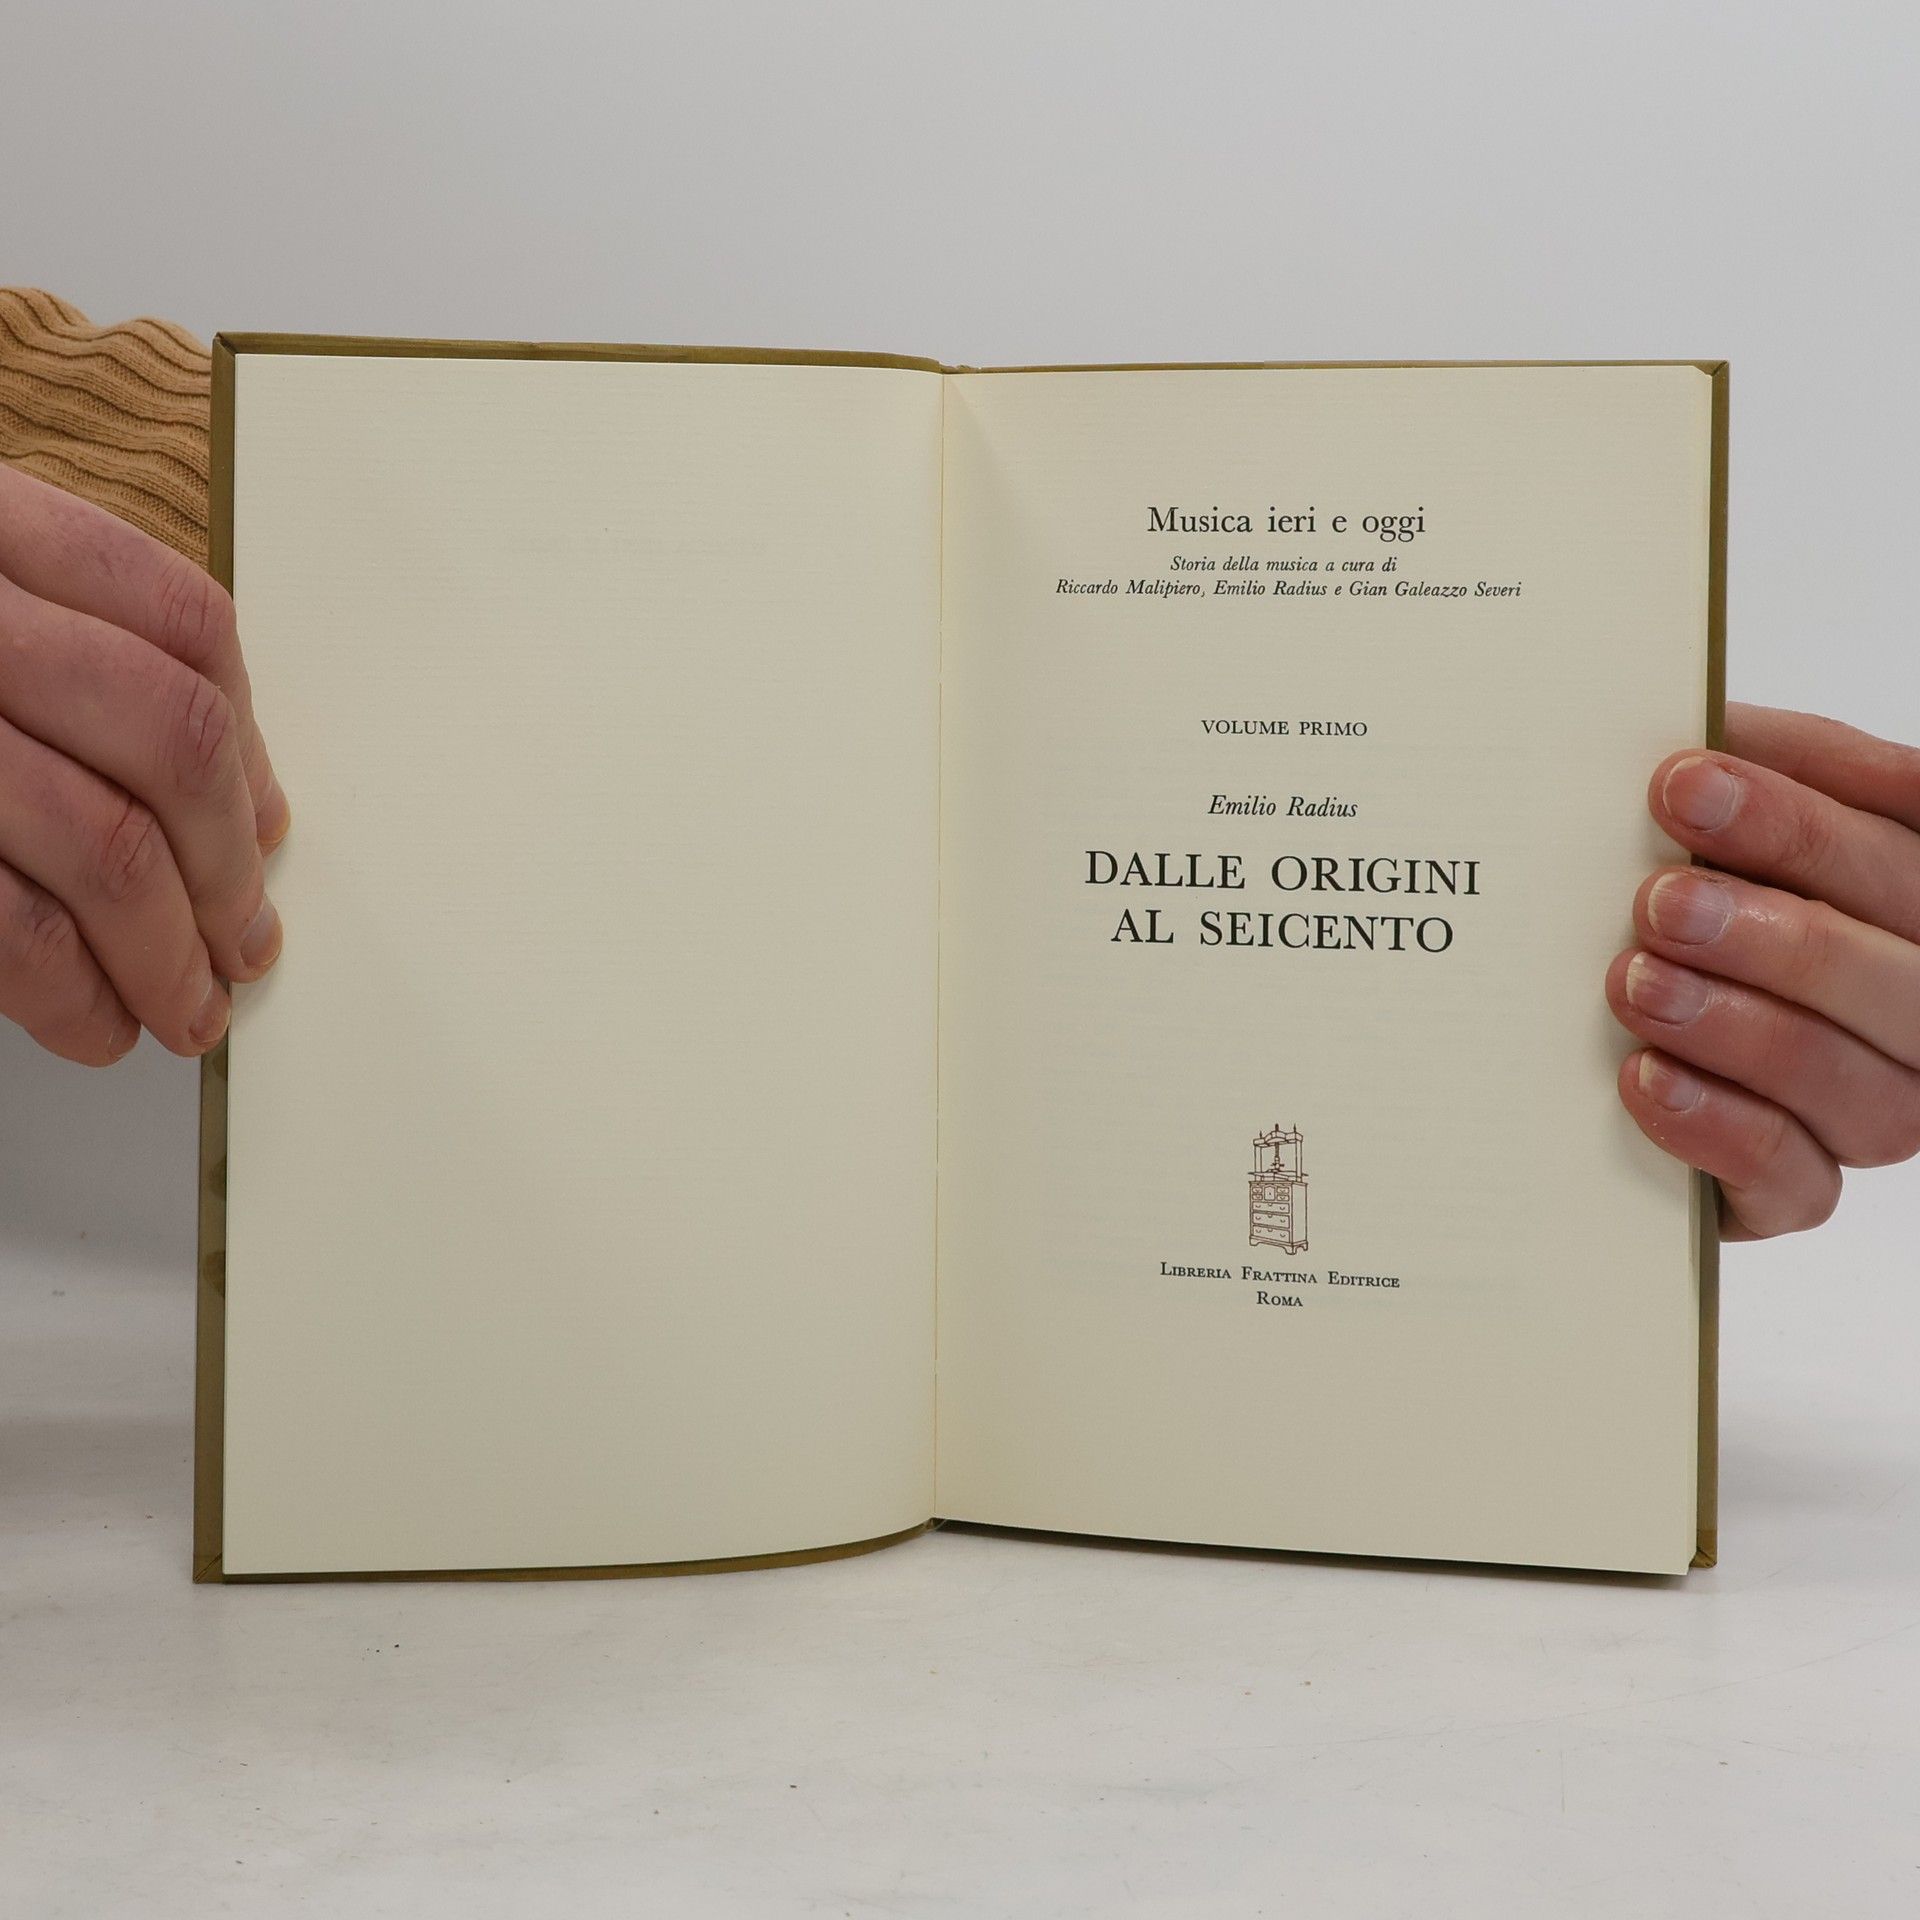 Musica ieri e oggi
Storia della musica a cura di
Riccardo Malipiero, Emilio Radius e Gian Galeazzo Severi
VOLUME PRIMO
Emilio Radius
DALLE ORIGINI
AL SEICENTO
LIBRERIA FRATTINA EDITRICE
ROMA